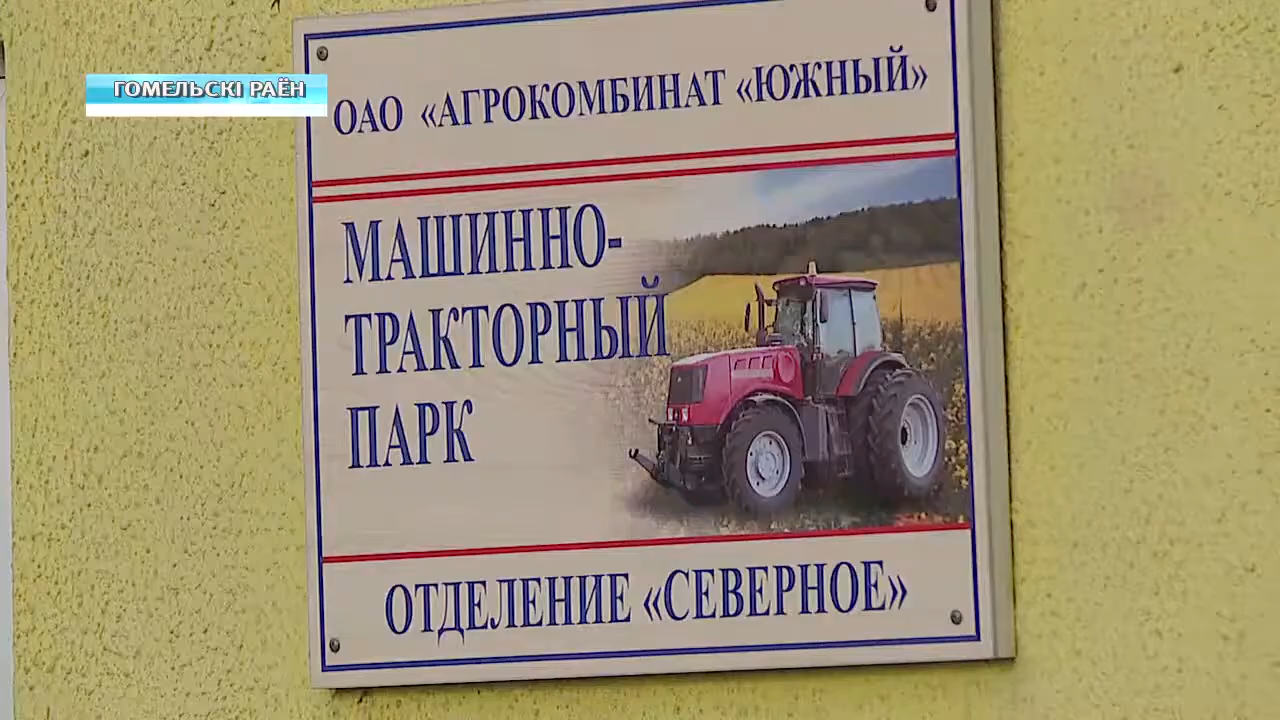 ГОМЕЛЬСКІ РАЁН
ОАО «АГРОКОМБИНАТ «ЮЖНЫЙ»
МАШИННО-
ТРАКТОРНЫЙ
ПАРК
ОТДЕЛЕНИЕ «СЕВЕРНОЕ»